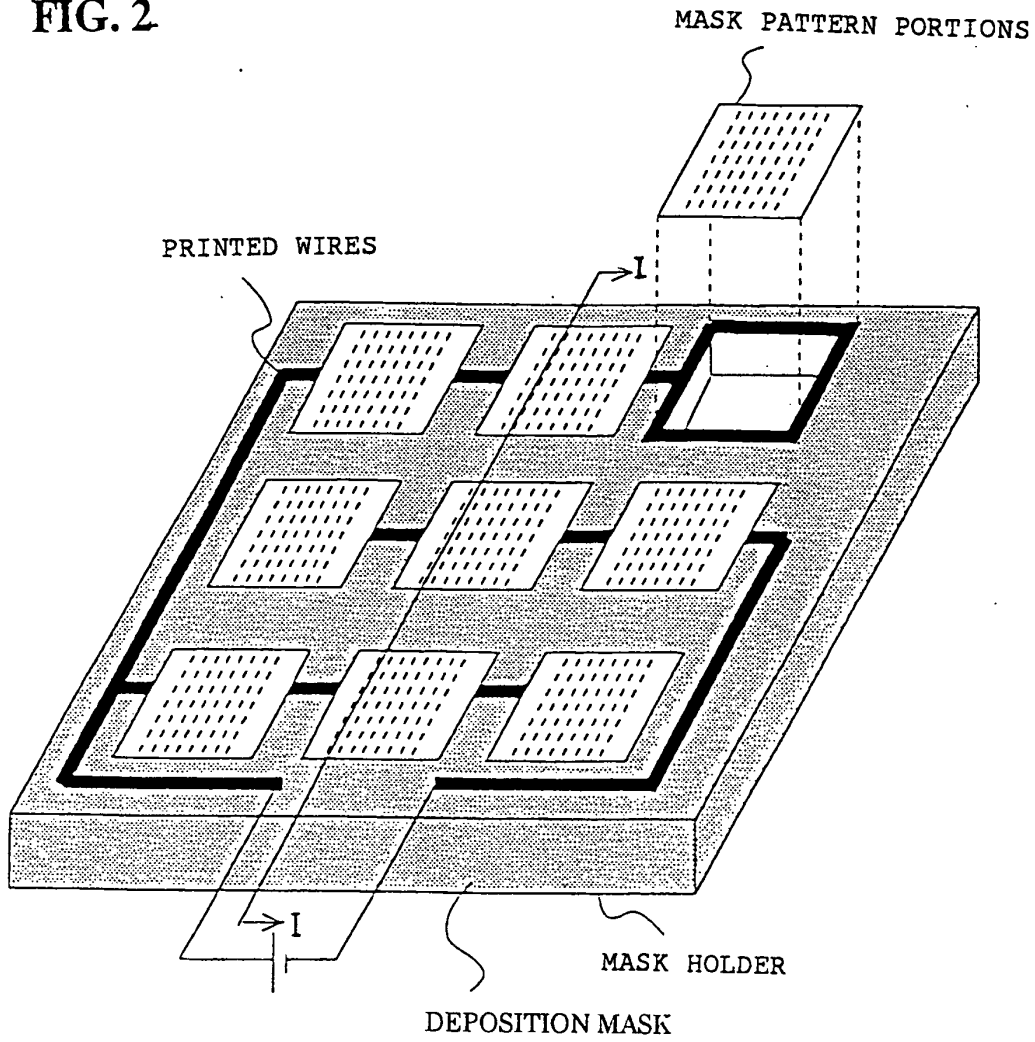 FIG. 2
MASK PATTERN PORTIONS
PRINTED WIRES
I
I
MASK HOLDER
DEPOSITION MASK